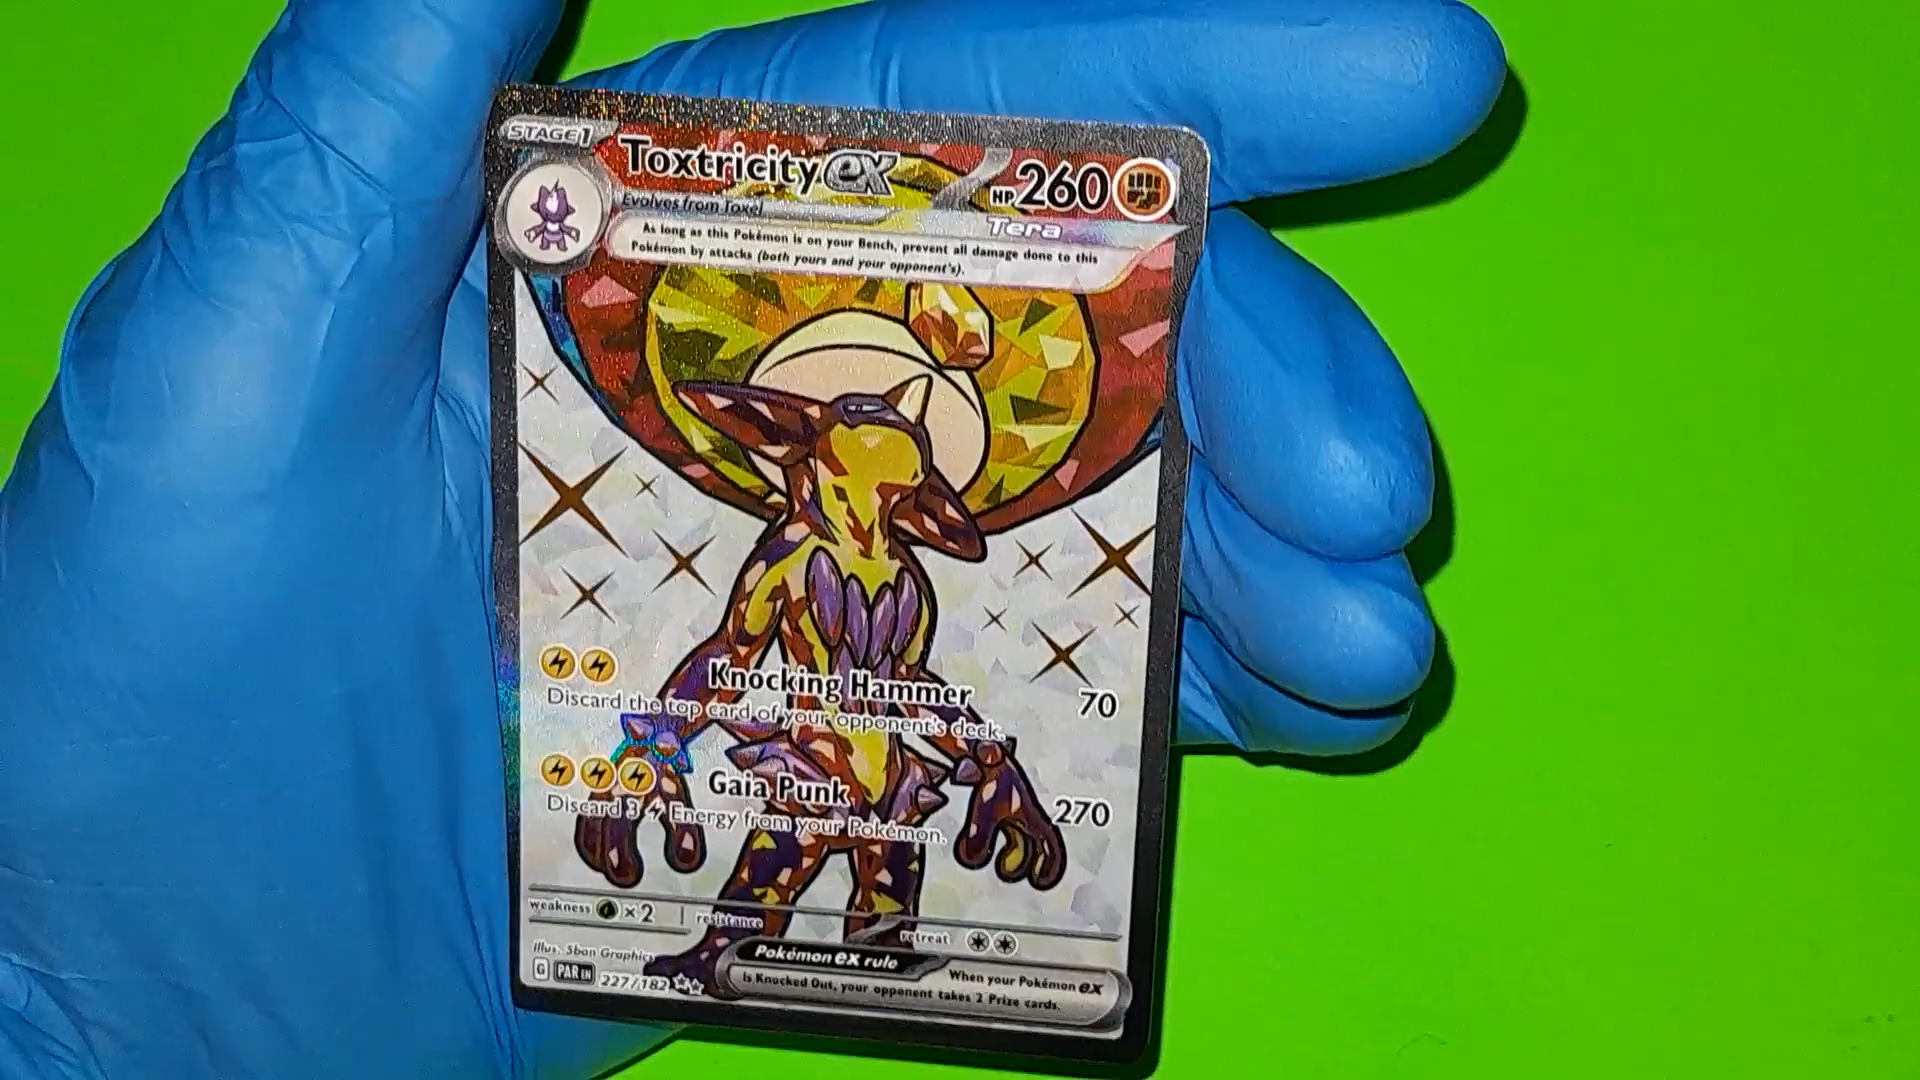 STAGE1
Toxtricity ex
HP 260
Evolves from Toxel
Tera
As long as this Pokémon is on your Bench, prevent all damage done to this
Pokémon by attacks (both yours and your opponent's).
Knocking Hammer 70
Discard the top card of your opponent's deck.
Gaia Punk 270
Discard 3 Energy from your Pokémon.
weakness ×2 resistance retreat
Illus. 5ban Graphics
Pokémon ex rule
When your Pokémon ex
is Knocked Out, your opponent takes 2 Prize cards.
G PAR EN 227/182